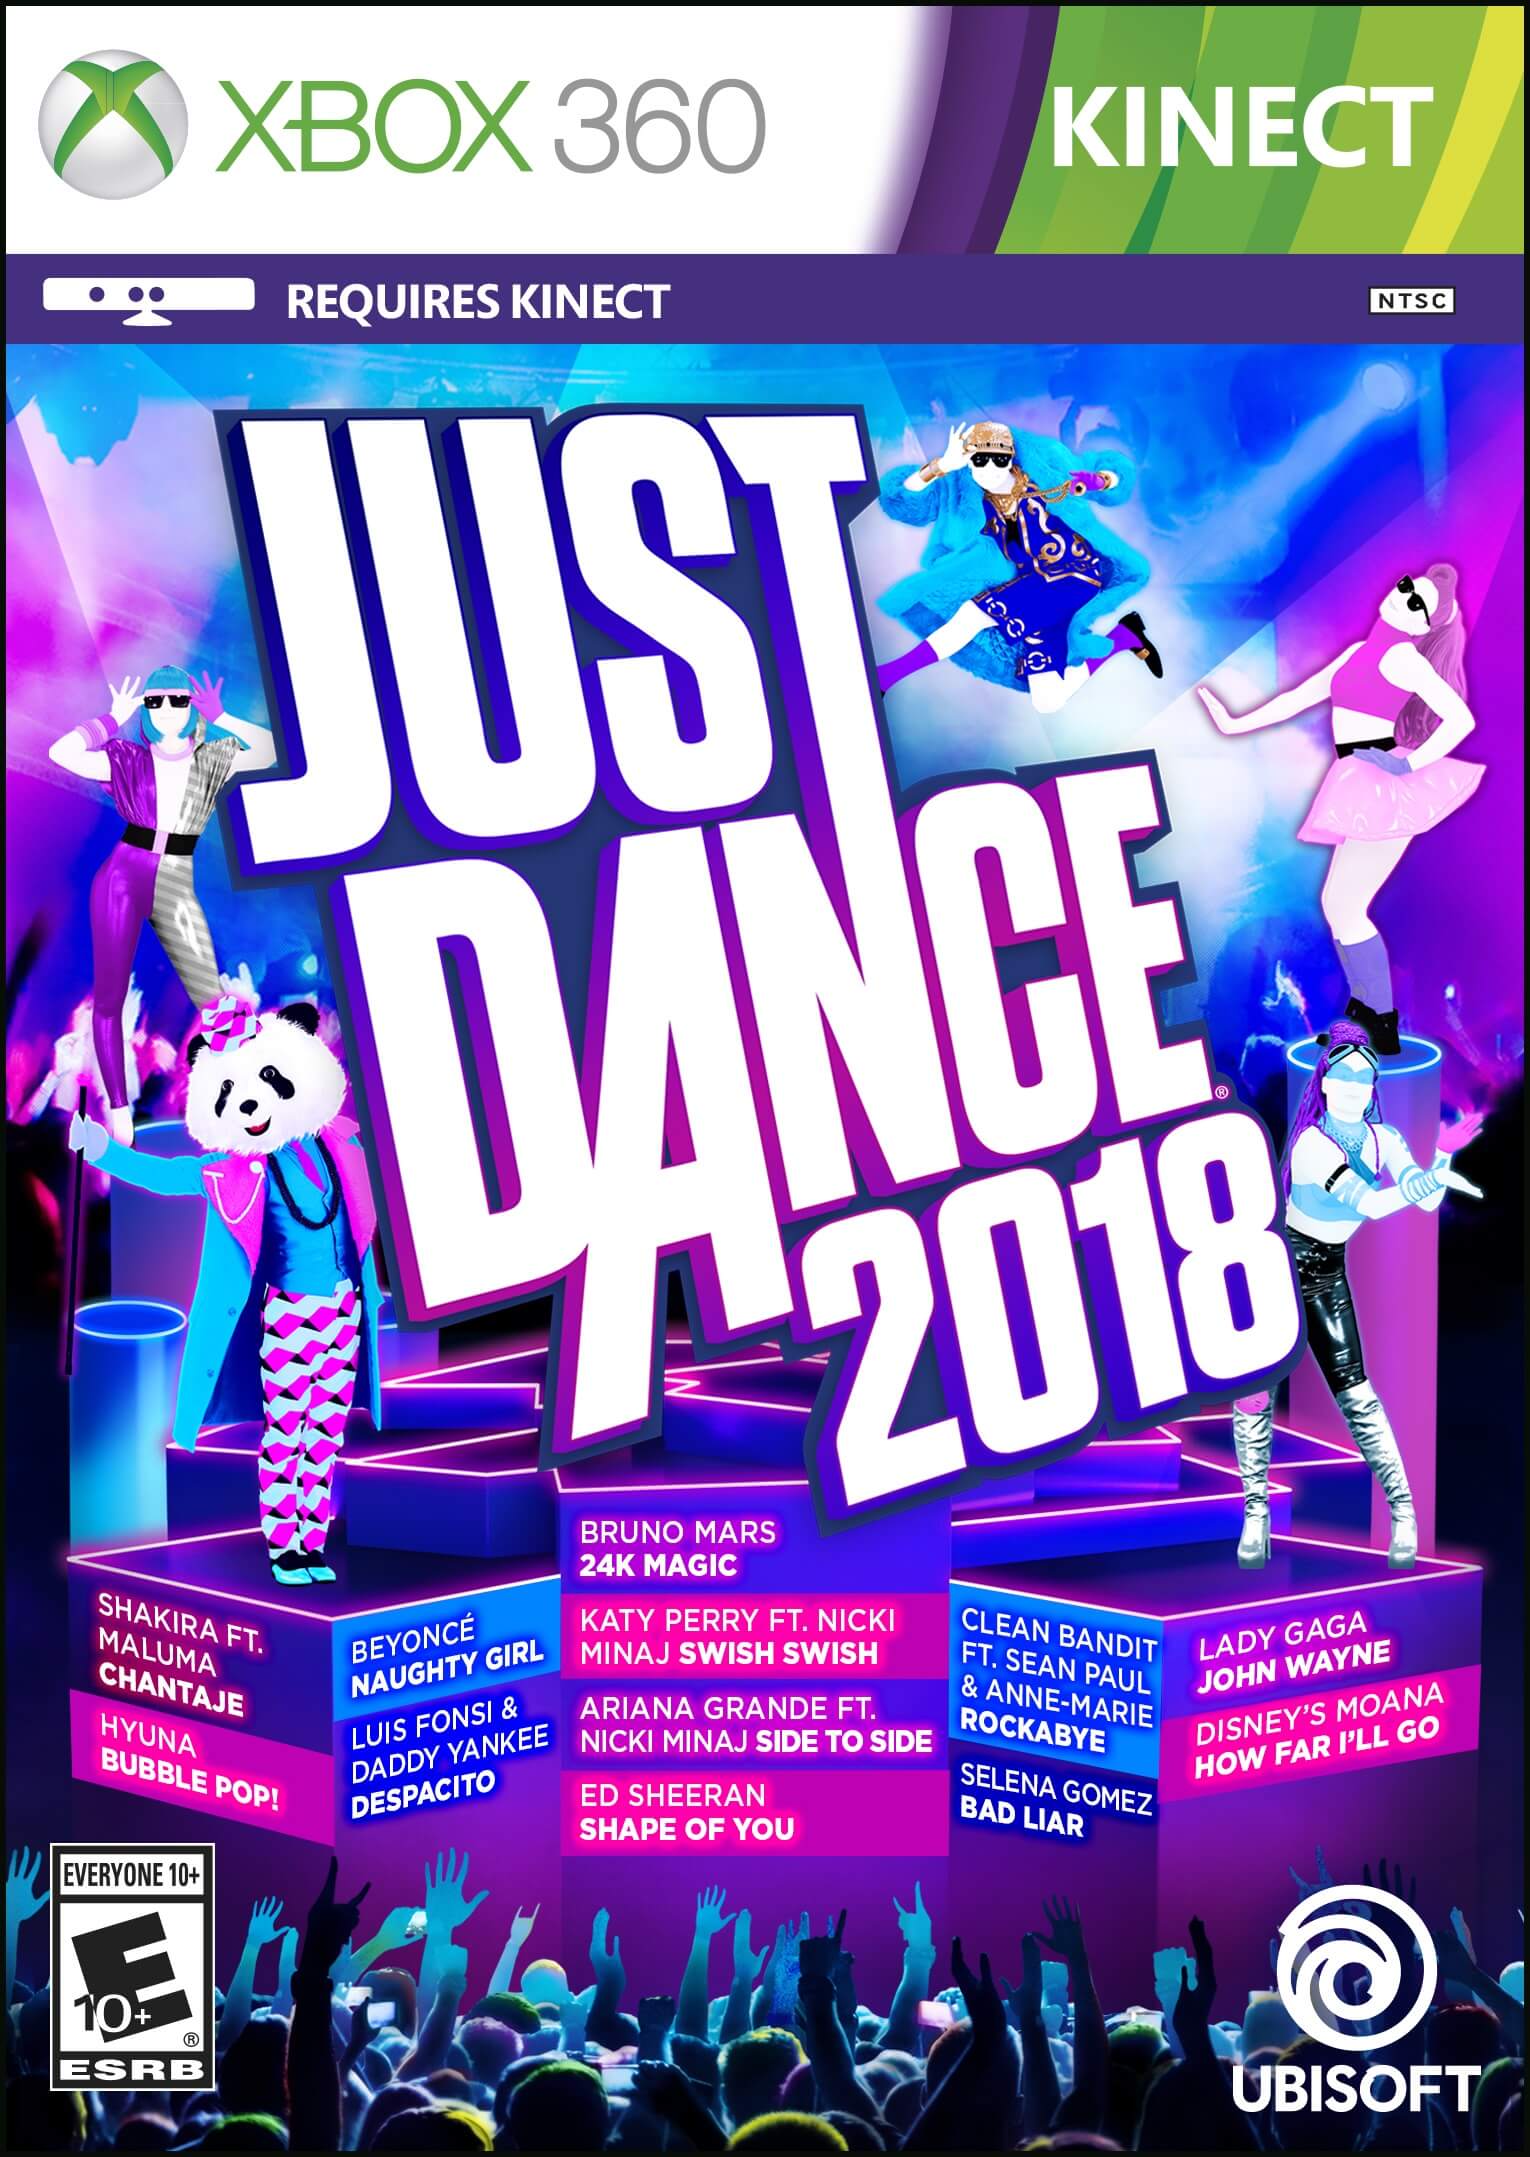 XBOX 360
KINECT
REQUIRES KINECT
NTSC
JUST
DANCE®
2018
SHAKIRA FT.
MALUMA
CHANTAJE
HYUNA
BUBBLE POP!
BEYONCÉ
NAUGHTY GIRL
LUIS FONSI &
DADDY YANKEE
DESPACITO
BRUNO MARS
24K MAGIC
KATY PERRY FT. NICKI
MINAJ SWISH SWISH
ARIANA GRANDE FT.
NICKI MINAJ SIDE TO SIDE
ED SHEERAN
SHAPE OF YOU
CLEAN BANDIT
FT. SEAN PAUL
& ANNE-MARIE
ROCKABYE
SELENA GOMEZ
BAD LIAR
LADY GAGA
JOHN WAYNE
DISNEY'S MOANA
HOW FAR I'LL GO
EVERYONE 10+
E
10+
®
ESRB
UBISOFT